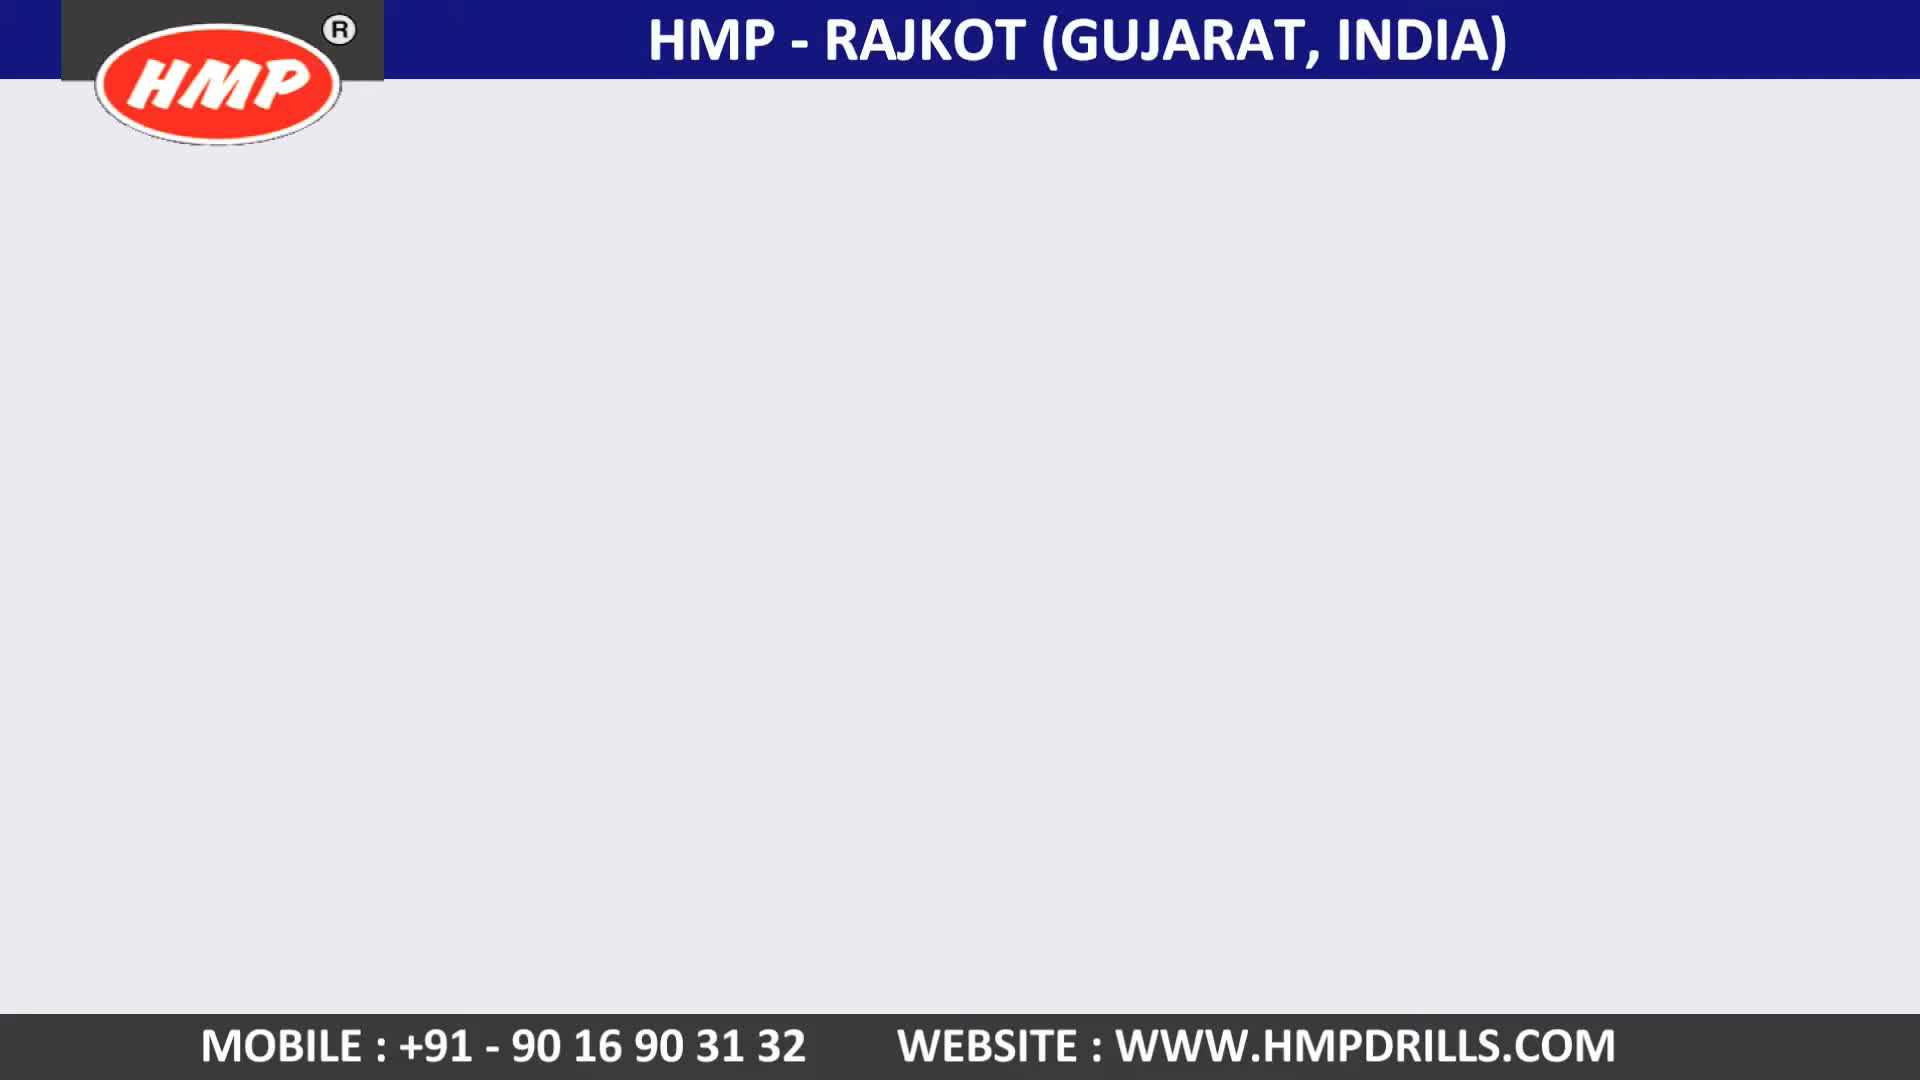 HMP - RAJKOT (GUJARAT, INDIA)
HMP ®
MOBILE : +91 - 90 16 90 31 32 WEBSITE : WWW.HMPDRILLS.COM